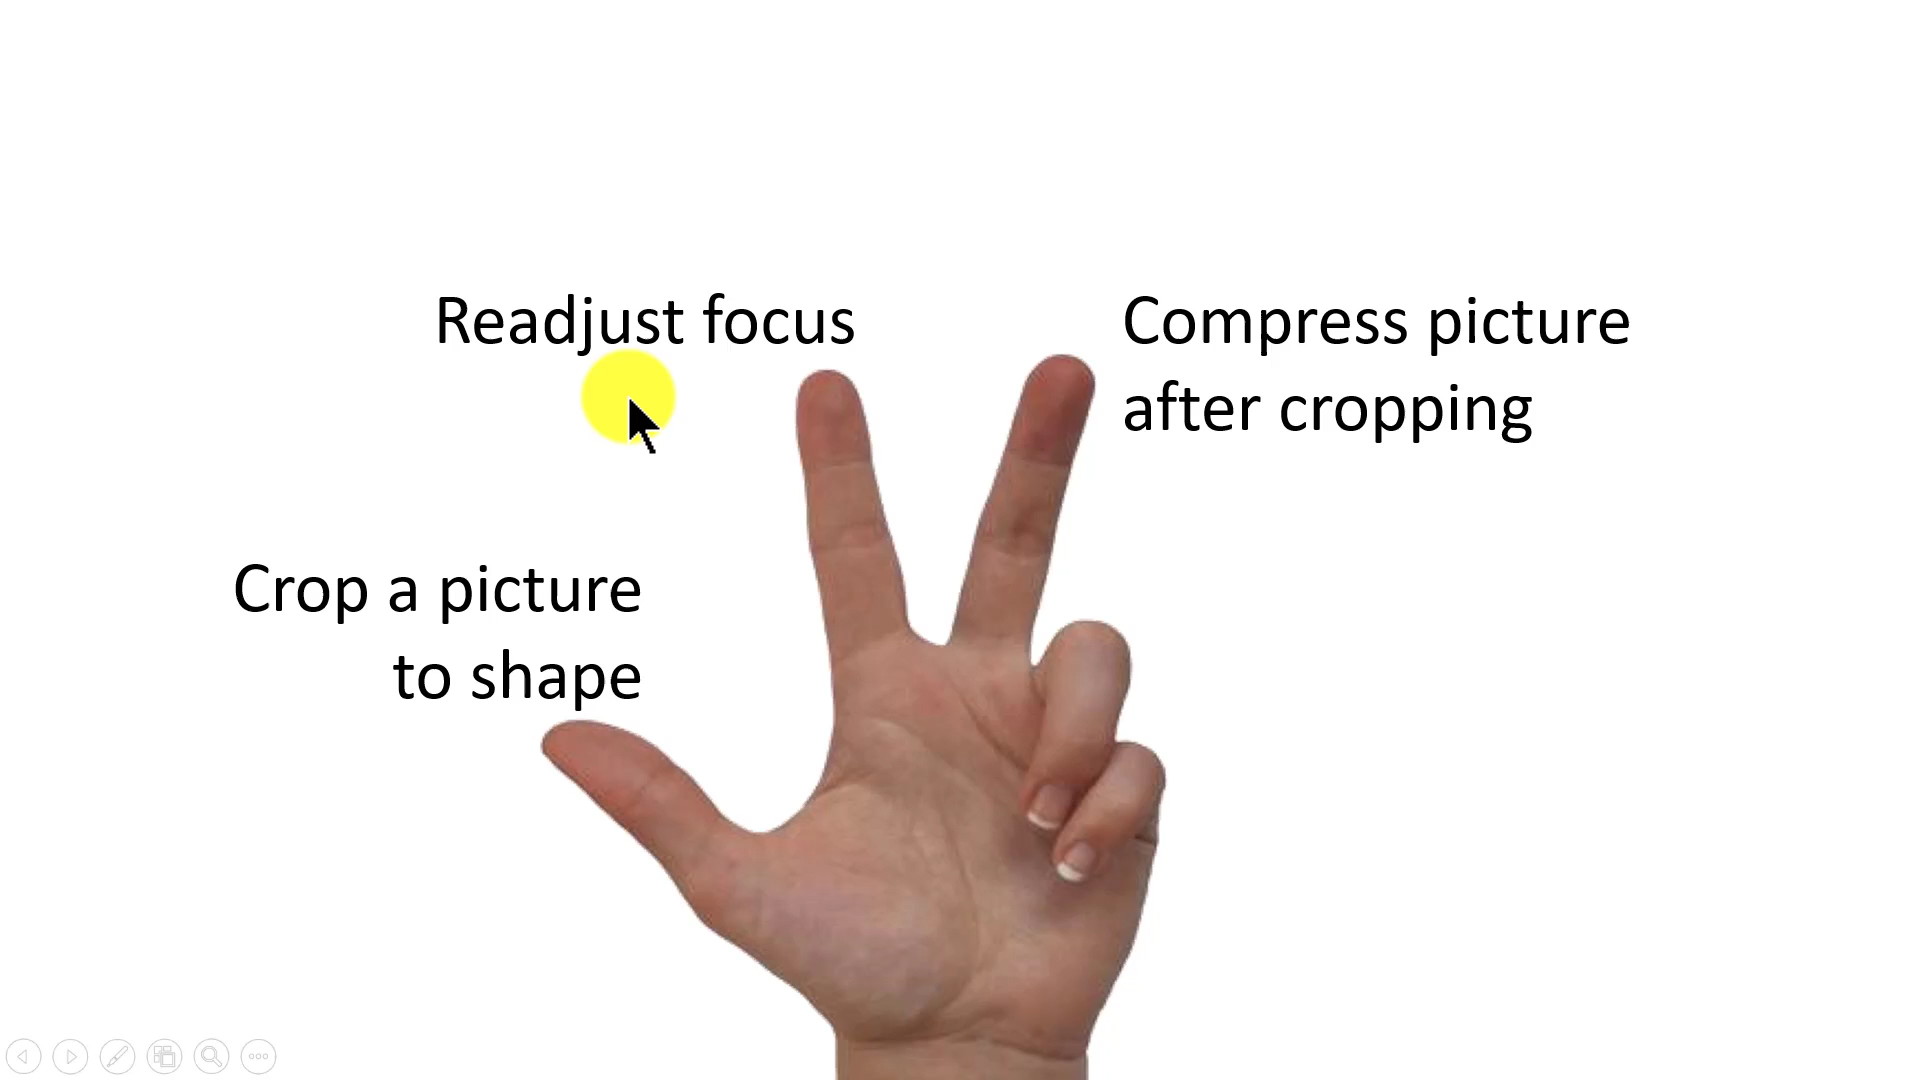 Readjust focus
Compress picture
after cropping
Crop a picture
to shape